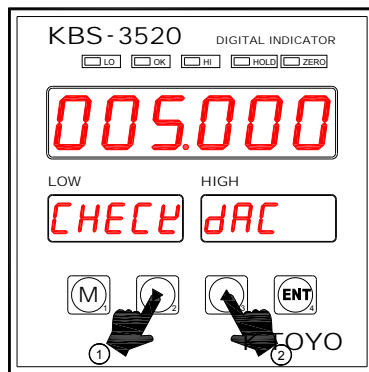 KBS-3520 DIGITAL INDICATOR
LO OK HI HOLD ZERO
005.000
LOW HIGH
CHECK dAC
M 1 2 3 ENT 4
1 2
TOYO